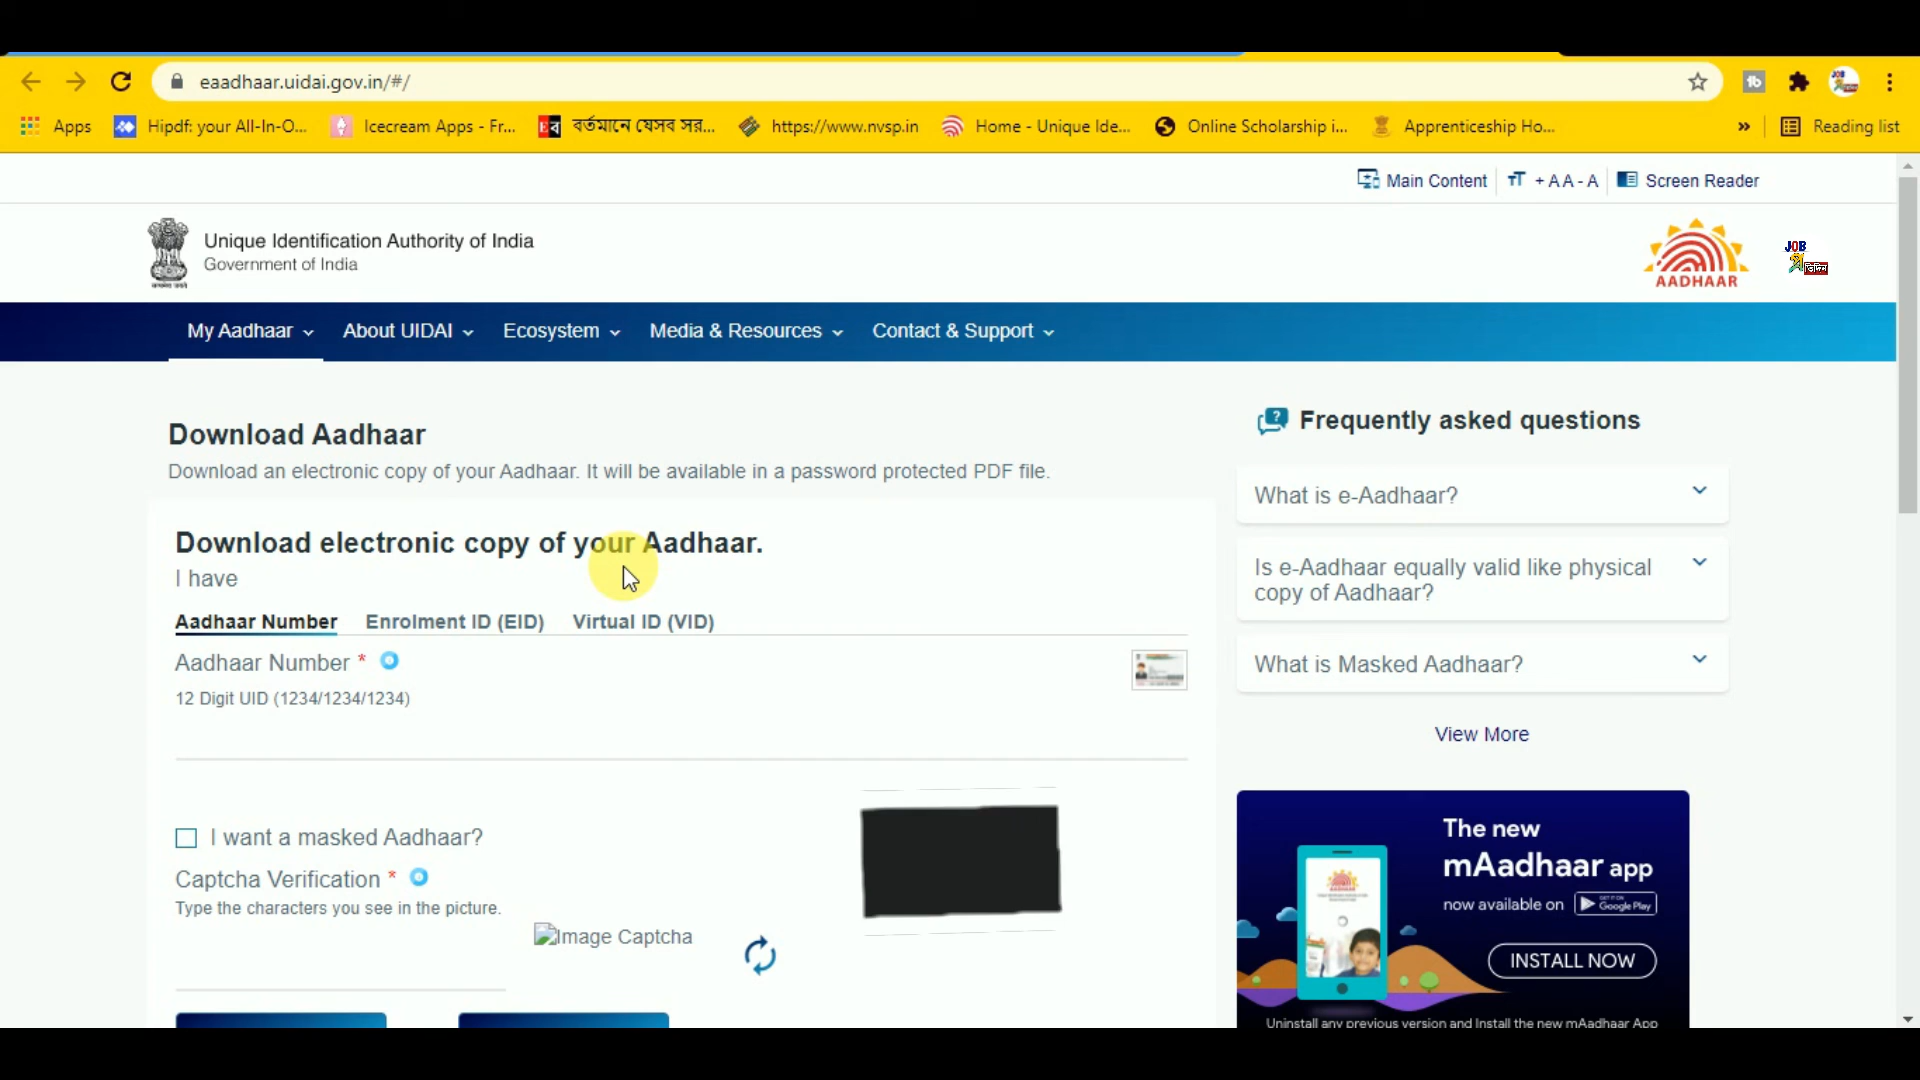 eaadhaar.uidai.gov.in/#/
Apps
Hipdf: your All-In-O...
Icecream Apps - Fr...
বর্তমানে যেসব সর...
https://www.nvsp.in
Home - Unique Ide...
Online Scholarship i...
Apprenticeship Ho...
»
Reading list
Main Content
+ A A - A
Screen Reader
Unique Identification Authority of India
Government of India
AADHAAR
JOB
My Aadhaar
About UIDAI
Ecosystem
Media & Resources
Contact & Support
Download Aadhaar
Download an electronic copy of your Aadhaar. It will be available in a password protected PDF file.
Download electronic copy of your Aadhaar.
I have
Aadhaar Number
Enrolment ID (EID)
Virtual ID (VID)
Aadhaar Number *
12 Digit UID (1234/1234/1234)
I want a masked Aadhaar?
Captcha Verification *
Type the characters you see in the picture.
Image Captcha
Frequently asked questions
What is e-Aadhaar?
Is e-Aadhaar equally valid like physical
copy of Aadhaar?
What is Masked Aadhaar?
View More
The new
mAadhaar app
now available on
GET IT ON
Google Play
INSTALL NOW
Uninstall any previous version and Install the new mAadhaar App